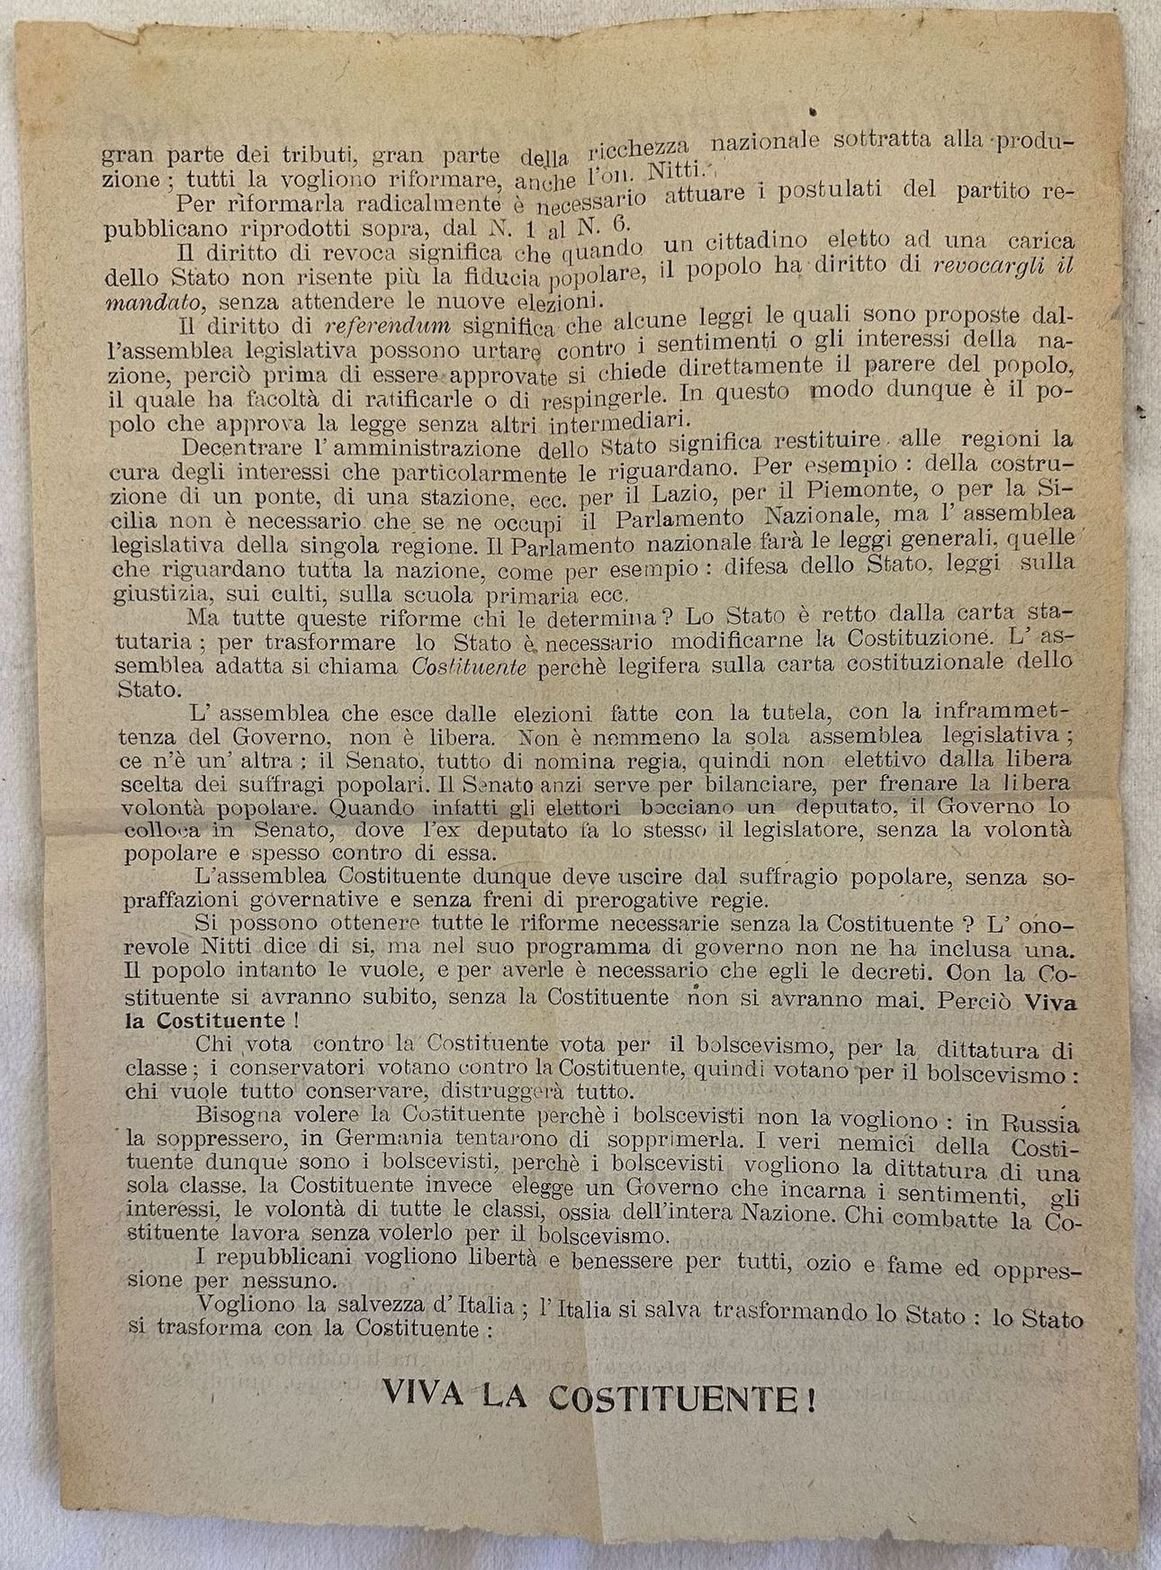 gran parte dei tributi, gran parte della ricchezza nazionale sottratta alla produ-
zione ; tutti la vogliono riformare, anche l'on. Nitti.
Per riformarla radicalmente è necessario attuare i postulati del partito re-
pubblicano riprodotti sopra, dal N. 1 al N. 6.
Il diritto di revoca significa che quando un cittadino eletto ad una carica
dello Stato non risente più la fiducia popolare, il popolo ha diritto di revocargli il
mandato, senza attendere le nuove elezioni.
Il diritto di referendum significa che alcune leggi le quali sono proposte dal-
l'assemblea legislativa possono urtare contro i sentimenti o gli interessi della na-
zione, perciò prima di essere approvate si chiede direttamente il parere del popolo,
il quale ha facoltà di ratificarle o di respingerle. In questo modo dunque è il po-
polo che approva la legge senza altri intermediari.
Decentrare l' amministrazione dello Stato significa restituire alle regioni la
cura degli interessi che particolarmente le riguardano. Per esempio : della costru-
zione di un ponte, di una stazione, ecc. per il Lazio, per il Piemonte, o per la Si-
cilia non è necessario che se ne occupi il Parlamento Nazionale, ma l' assemblea
legislativa della singola regione. Il Parlamento nazionale farà le leggi generali, quelle
che riguardano tutta la nazione, come per esempio : difesa dello Stato, leggi sulla
giustizia, sui culti, sulla scuola primaria ecc.
Ma tutte queste riforme chi le determina ? Lo Stato è retto dalla carta sta-
tutaria ; per trasformare lo Stato è necessario modificarne la Costituzione. L' as-
semblea adatta si chiama Costituente perchè legifera sulla carta costituzionale dello
Stato.
L' assemblea che esce dalle elezioni fatte con la tutela, con la inframmet-
tenza del Governo, non è libera. Non è nemmeno la sola assemblea legislativa ;
ce n'è un' altra : il Senato, tutto di nomina regia, quindi non elettivo dalla libera
scelta dei suffragi popolari. Il Senato anzi serve per bilanciare, per frenare la libera
volontà popolare. Quando infatti gli elettori bocciano un deputato, il Governo lo
colloca in Senato, dove l'ex deputato fa lo stesso il legislatore, senza la volontà
popolare e spesso contro di essa.
L'assemblea Costituente dunque deve uscire dal suffragio popolare, senza so-
praffazioni governative e senza freni di prerogative regie.
Si possono ottenere tutte le riforme necessarie senza la Costituente ? L' ono-
revole Nitti dice di si, ma nel suo programma di governo non ne ha inclusa una.
Il popolo intanto le vuole, e per averle è necessario che egli le decreti. Con la Co-
stituente si avranno subito, senza la Costituente non si avranno mai. Perciò Viva
la Costituente !
Chi vota contro la Costituente vota per il bolscevismo, per la dittatura di
classe ; i conservatori votano contro la Costituente, quindi votano per il bolscevismo :
chi vuole tutto conservare, distruggerà tutto.
Bisogna volere la Costituente perchè i bolscevisti non la vogliono : in Russia
la soppressero, in Germania tentarono di sopprimerla. I veri nemici della Costi-
tuente dunque sono i bolscevisti, perchè i bolscevisti vogliono la dittatura di una
sola classe, la Costituente invece elegge un Governo che incarna i sentimenti, gli
interessi, le volontà di tutte le classi, ossia dell'intera Nazione. Chi combatte la Co-
stituente lavora senza volerlo per il bolscevismo.
I repubblicani vogliono libertà e benessere per tutti, ozio e fame ed oppres-
sione per nessuno.
Vogliono la salvezza d' Italia ; l' Italia si salva trasformando lo Stato : lo Stato
si trasforma con la Costituente :
VIVA LA COSTITUENTE !